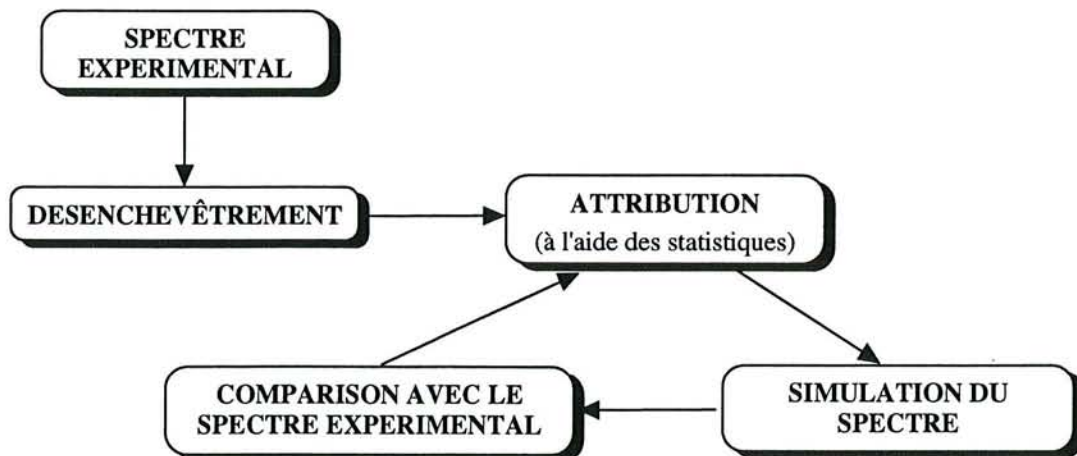 SPECTRE
EXPERIMENTAL
DESENCHEVÊTREMENT
ATTRIBUTION
(à l'aide des statistiques)
COMPARISON AVEC LE
SPECTRE EXPERIMENTAL
SIMULATION DU
SPECTRE